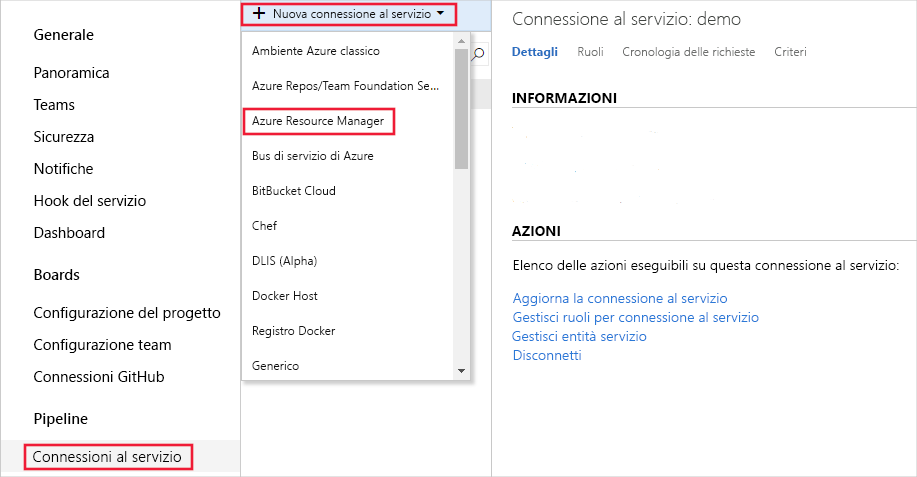 Generale
Panoramica
Teams
Sicurezza
Notifiche
Hook del servizio
Dashboard
Boards
Configurazione del progetto
Configurazione team
Connessioni GitHub
Pipeline
Connessioni al servizio
+ Nuova connessione al servizio
Ambiente Azure classico
Azure Repos/Team Foundation Se...
Azure Resource Manager
Bus di servizio di Azure
BitBucket Cloud
Chef
DLIS (Alpha)
Docker Host
Registro Docker
Generico
Connessione al servizio: demo
Dettagli Ruoli Cronologia delle richieste Criteri
INFORMAZIONI
AZIONI
Elenco delle azioni eseguibili su questa connessione al servizio:
Aggiorna la connessione al servizio
Gestisci ruoli per connessione al servizio
Gestisci entità servizio
Disconnetti